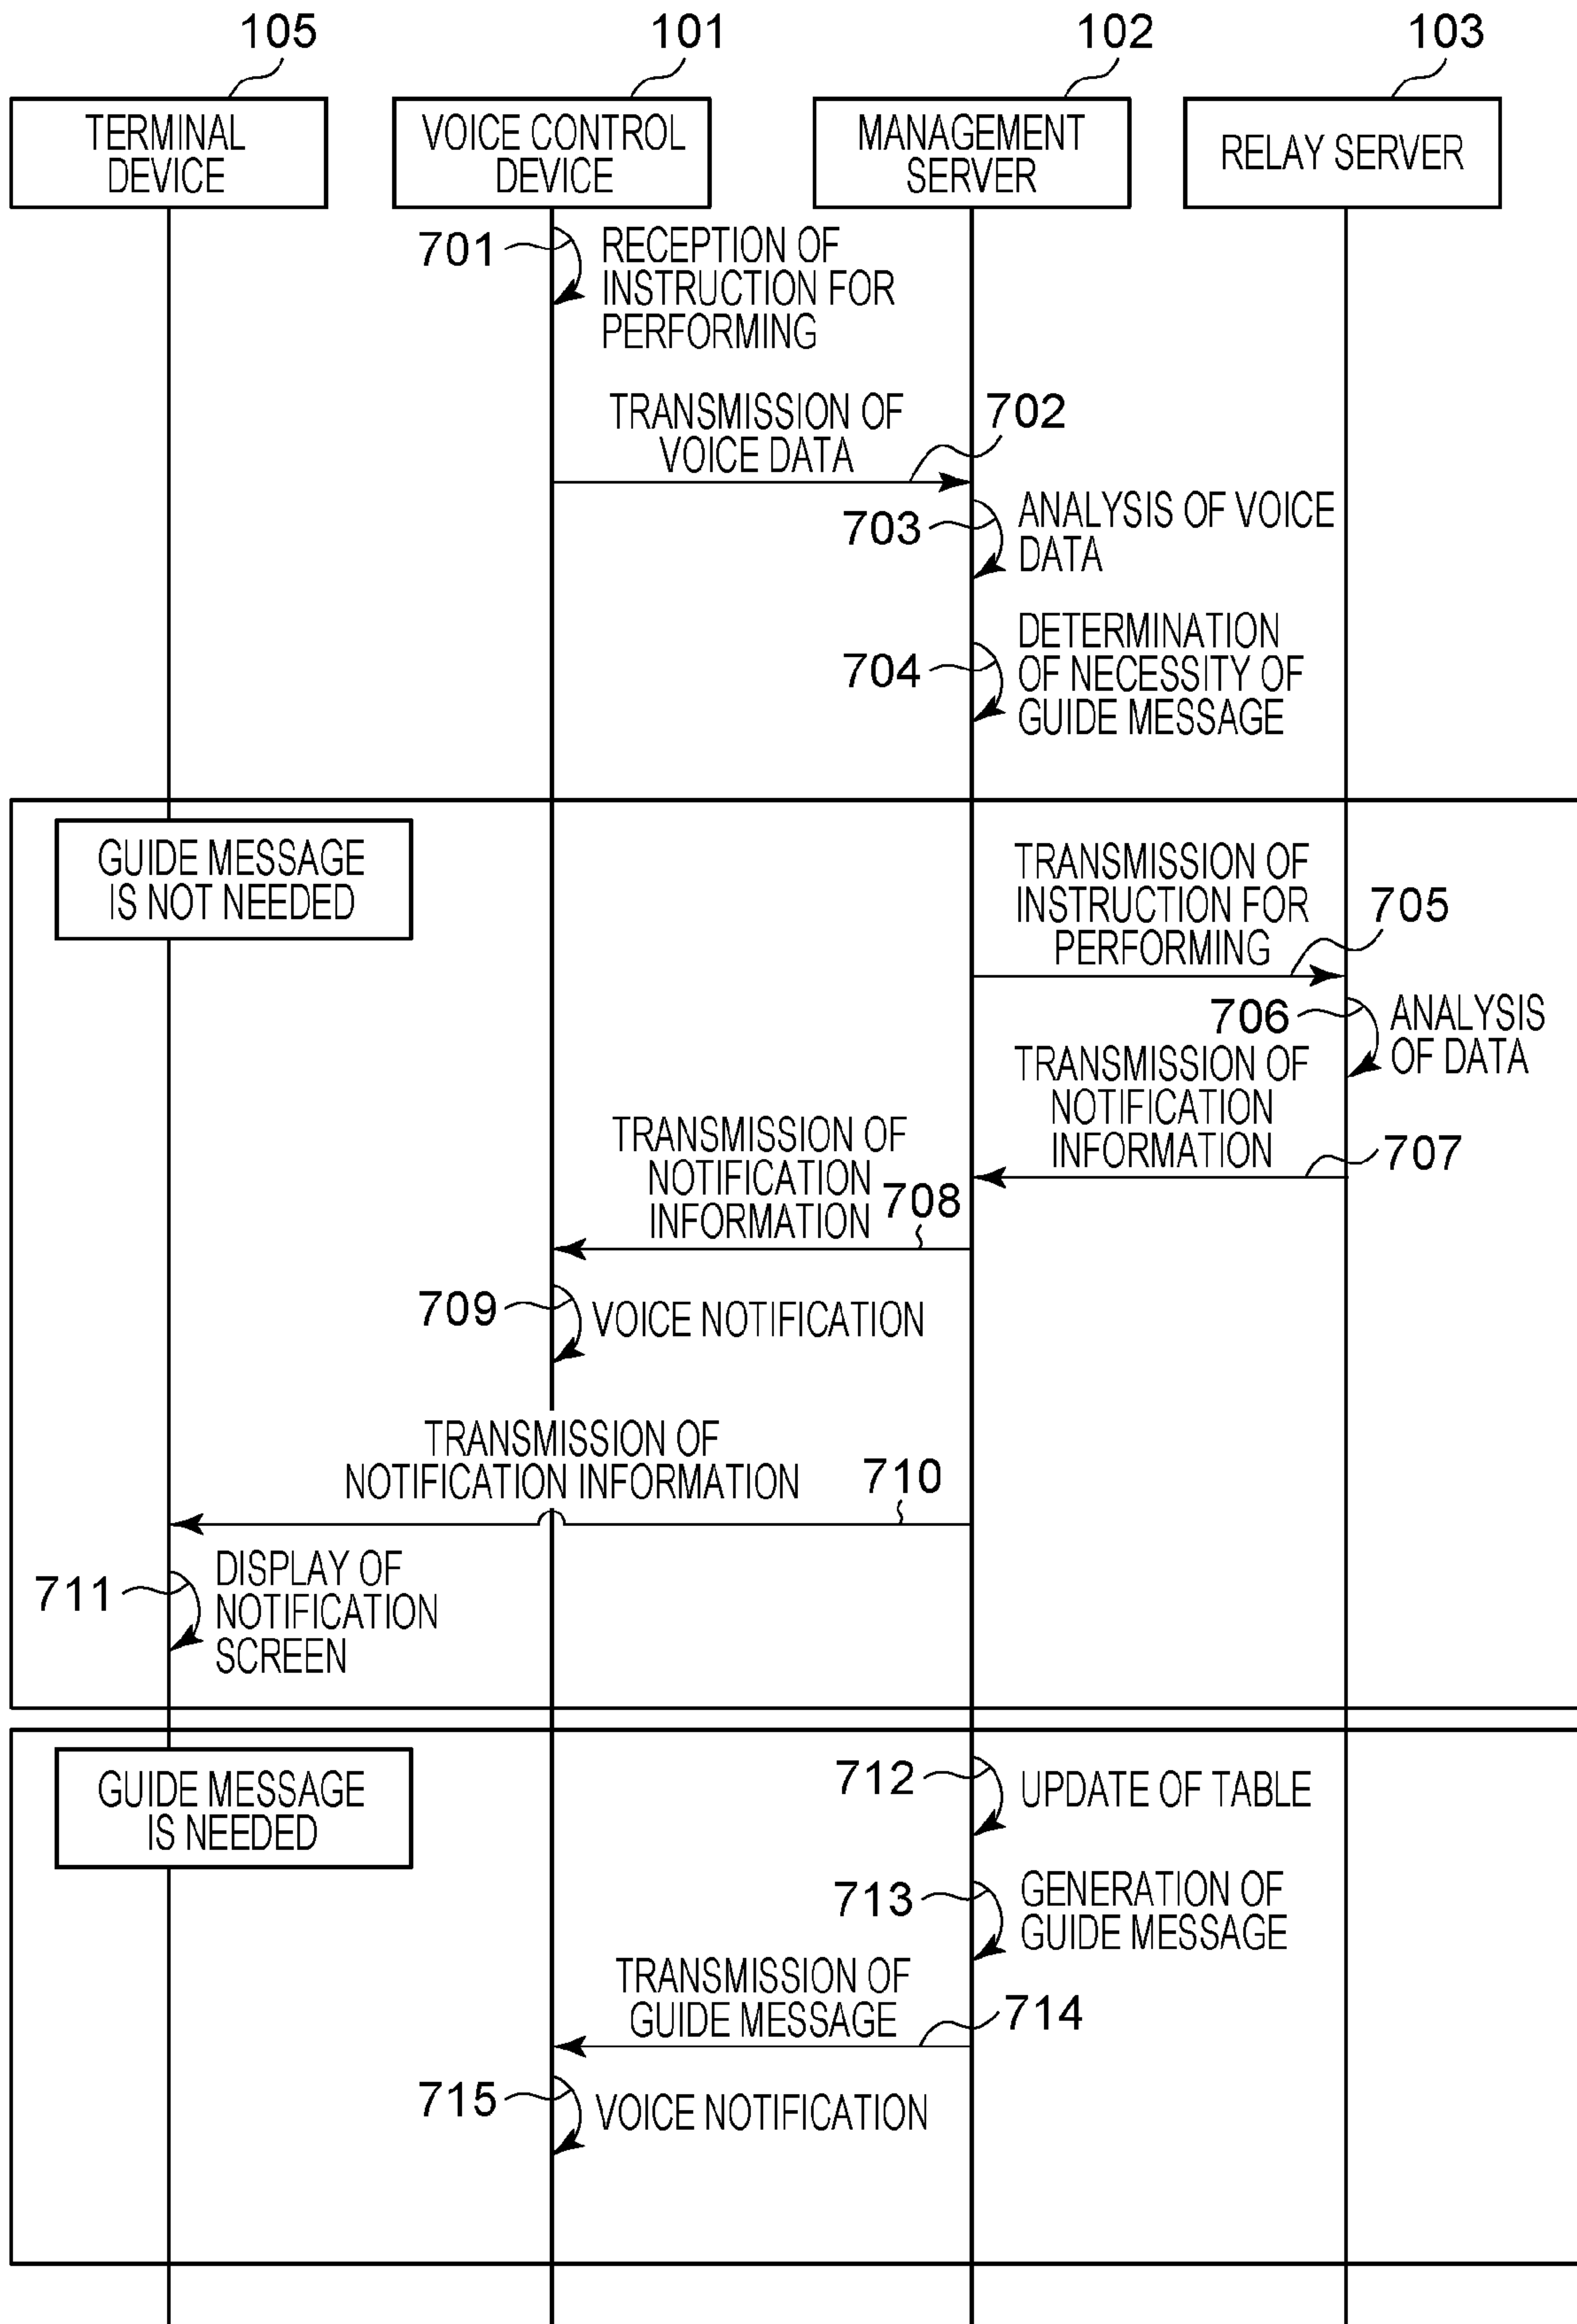 105
101
102
103
TERMINAL
DEVICE
VOICE CONTROL
DEVICE
MANAGEMENT
SERVER
RELAY SERVER
701
RECEPTION OF
INSTRUCTION FOR
PERFORMING
TRANSMISSION OF
VOICE DATA
702
703
ANALYSIS OF VOICE
DATA
704
DETERMINATION
OF NECESSITY OF
GUIDE MESSAGE
GUIDE MESSAGE
IS NOT NEEDED
TRANSMISSION OF
INSTRUCTION FOR
PERFORMING
705
706
ANALYSIS
OF DATA
TRANSMISSION OF
NOTIFICATION
INFORMATION
707
TRANSMISSION OF
NOTIFICATION
INFORMATION
708
709
VOICE NOTIFICATION
TRANSMISSION OF
NOTIFICATION INFORMATION
710
711
DISPLAY OF
NOTIFICATION
SCREEN
GUIDE MESSAGE
IS NEEDED
712
UPDATE OF TABLE
713
GENERATION OF
GUIDE MESSAGE
TRANSMISSION OF
GUIDE MESSAGE
714
715
VOICE NOTIFICATION